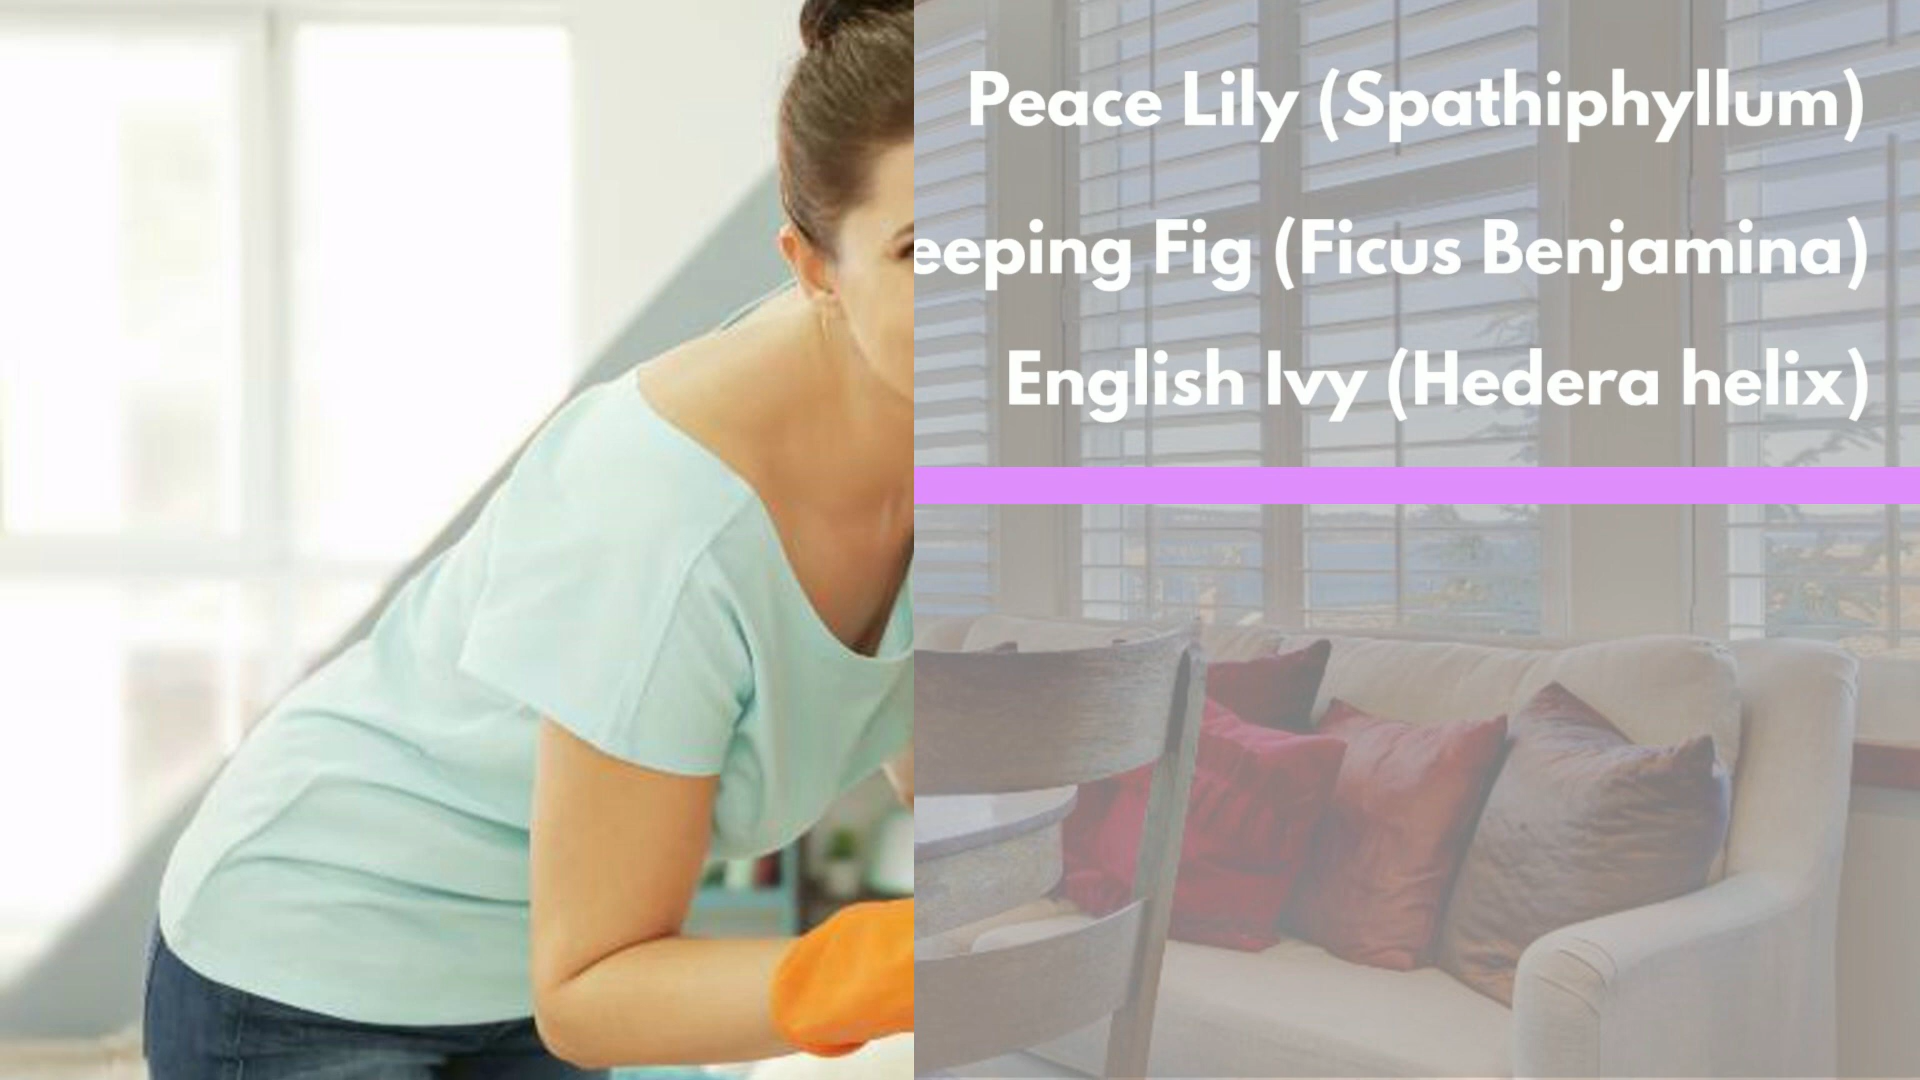 Peace Lily (Spathiphyllum)
eeping Fig (Ficus Benjamina)
English Ivy (Hedera helix)